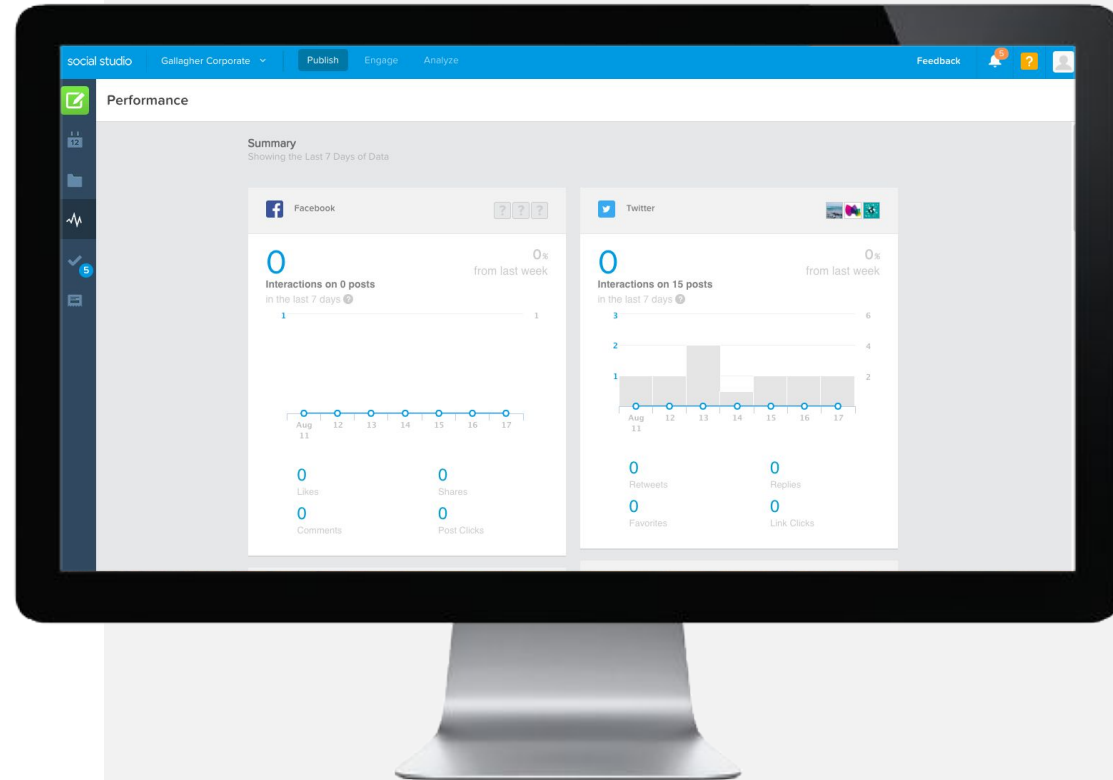 social studio Gallagher Corporate Publish Engage Analyze Feedback 5 ?
Performance
12
5
Summary
Showing the Last 7 Days of Data
Facebook ? ? ?
0 0%
from last week
Interactions on 0 posts
in the last 7 days ?
1 1
Aug 12 13 14 15 16 17
11
0 0
Likes Shares
0 0
Comments Post Clicks
Twitter
0 0%
from last week
Interactions on 15 posts
in the last 7 days ?
3 6
2 4
1 2
Aug 12 13 14 15 16 17
11
0 0
Retweets Replies
0 0
Favorites Link Clicks